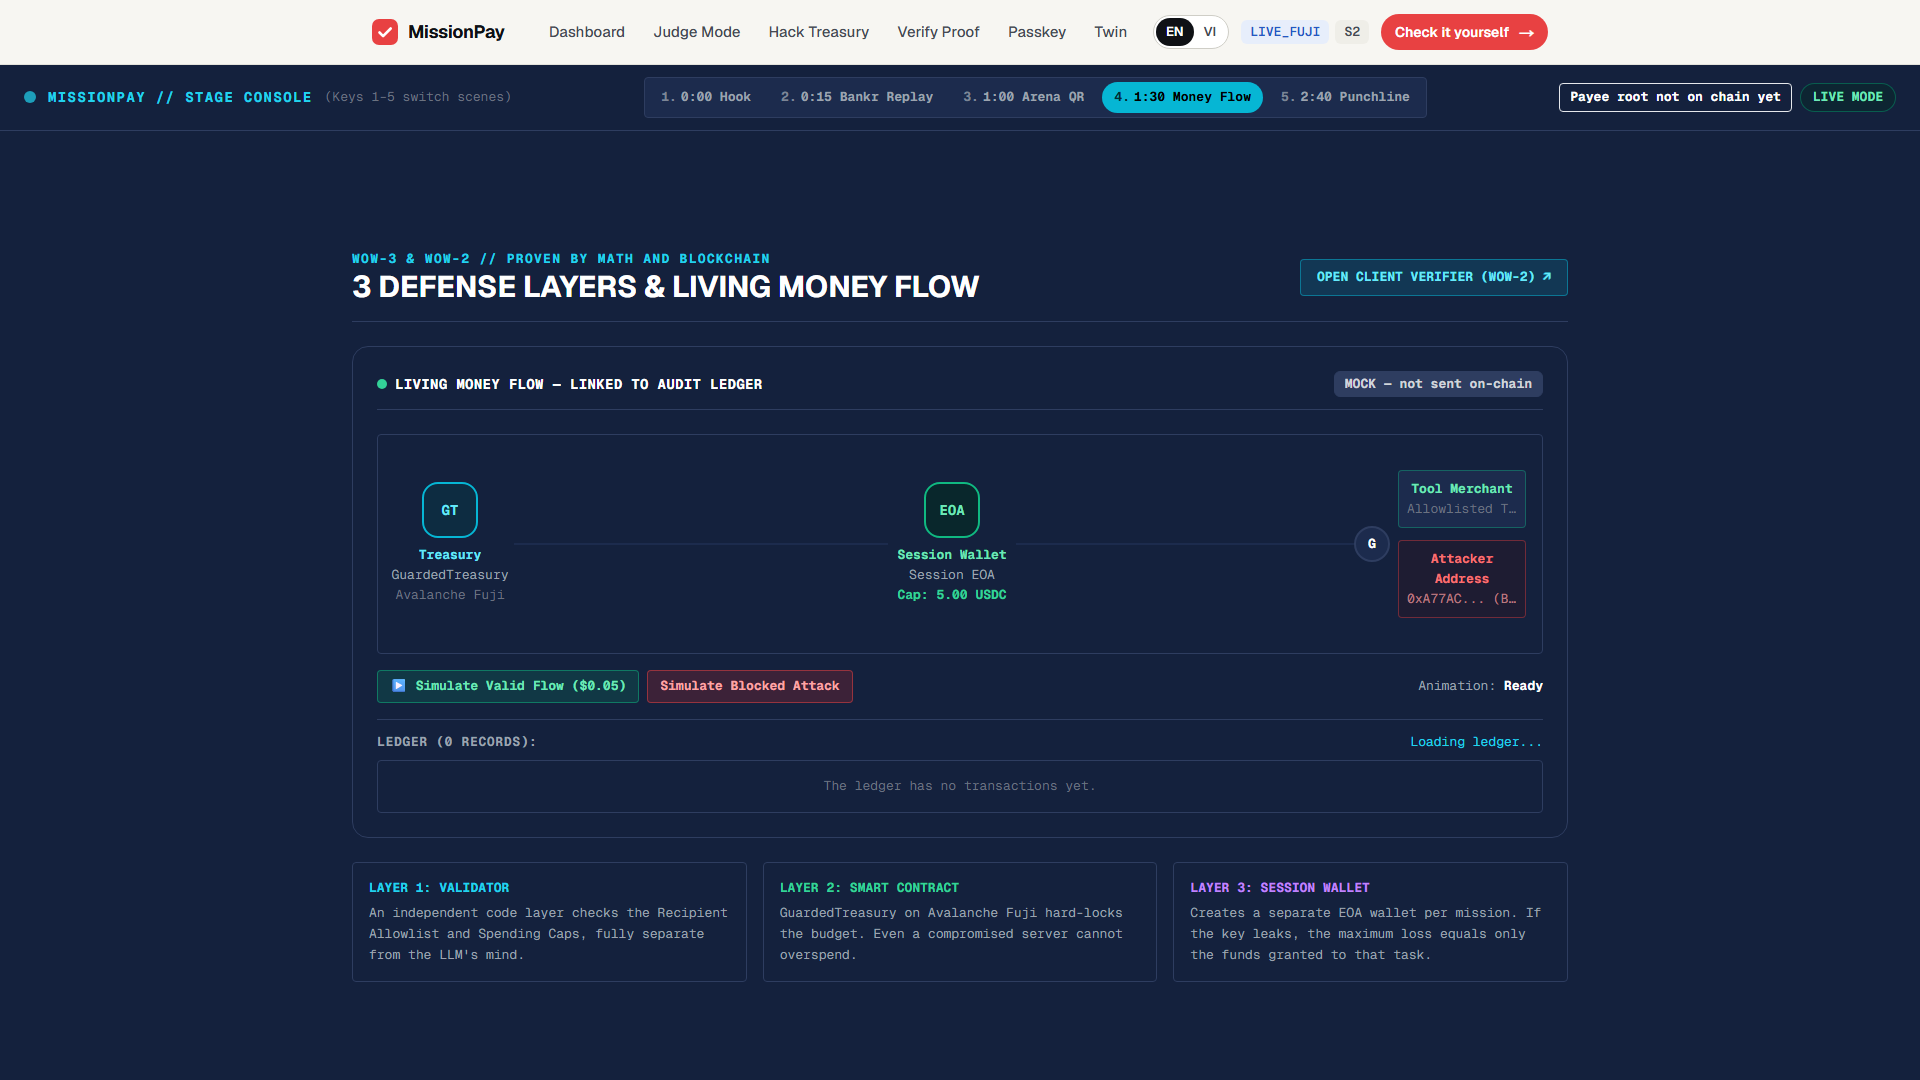 MissionPay
Dashboard
Judge Mode
Hack Treasury
Verify Proof
Passkey
Twin
EN
VI
LIVE_FUJI
S2
Check it yourself →
MISSIONPAY // STAGE CONSOLE
(Keys 1-5 switch scenes)
1. 0:00 Hook
2. 0:15 Bankr Replay
3. 1:00 Arena QR
4. 1:30 Money Flow
5. 2:40 Punchline
Payee root not on chain yet
LIVE MODE
WOW-3 & WOW-2 // PROVEN BY MATH AND BLOCKCHAIN
3 DEFENSE LAYERS & LIVING MONEY FLOW
OPEN CLIENT VERIFIER (WOW-2) ↗
LIVING MONEY FLOW — LINKED TO AUDIT LEDGER
MOCK — not sent on-chain
GT
Treasury
GuardedTreasury
Avalanche Fuji
EOA
Session Wallet
Session EOA
Cap: 5.00 USDC
G
Tool Merchant
Allowlisted T…
Attacker
Address
0xA77AC... (B…
Simulate Valid Flow ($0.05)
Simulate Blocked Attack
Animation: Ready
LEDGER (0 RECORDS):
Loading ledger...
The ledger has no transactions yet.
LAYER 1: VALIDATOR
An independent code layer checks the Recipient
Allowlist and Spending Caps, fully separate
from the LLM's mind.
LAYER 2: SMART CONTRACT
GuardedTreasury on Avalanche Fuji hard-locks
the budget. Even a compromised server cannot
overspend.
LAYER 3: SESSION WALLET
Creates a separate EOA wallet per mission. If
the key leaks, the maximum loss equals only
the funds granted to that task.